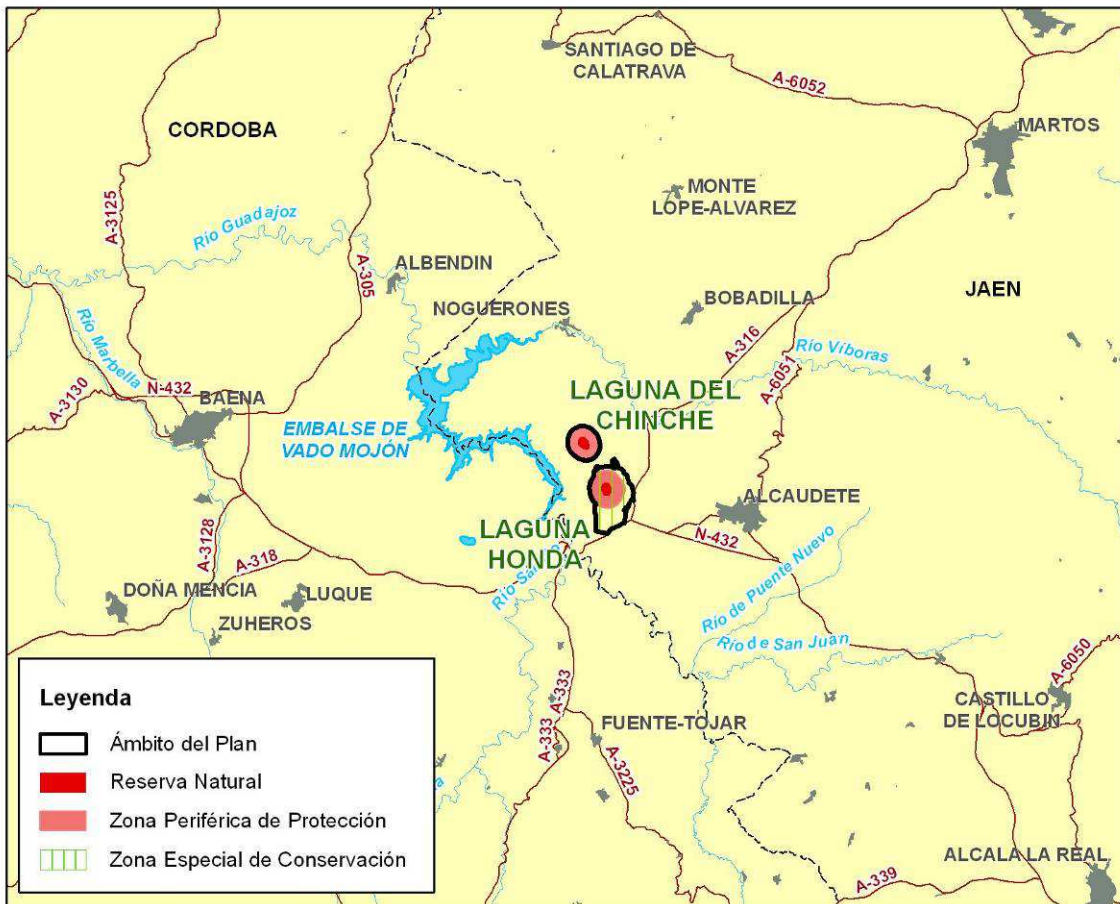 SANTIAGO DE
CALATRAVA
A-6052
MARTOS
CORDOBA
A-3125
MONTE
LOPE-ALVAREZ
Río Guadajoz
A-305
ALBENDIN
NOGUERONES
BOBADILLA
JAEN
A-316
Río Víboras
A-6051
Río Marbella
A-3130
N-432
BAENA
LAGUNA DEL
CHINCHE
EMBALSE DE
VADO MOJÓN
ALCAUDETE
N-432
LAGUNA
HONDA
A-3128
A-318
Río
DOÑA MENCIA
LUQUE
ZUHEROS
Río de Puente Nuevo
Río de San Juan
A-6050
CASTILLO
DE LOCUBIN
A-333
A-333
FUENTE-TOJAR
A-3225
ALCALA LA REAL
A-339
Leyenda
Ámbito del Plan
Reserva Natural
Zona Periférica de Protección
Zona Especial de Conservación